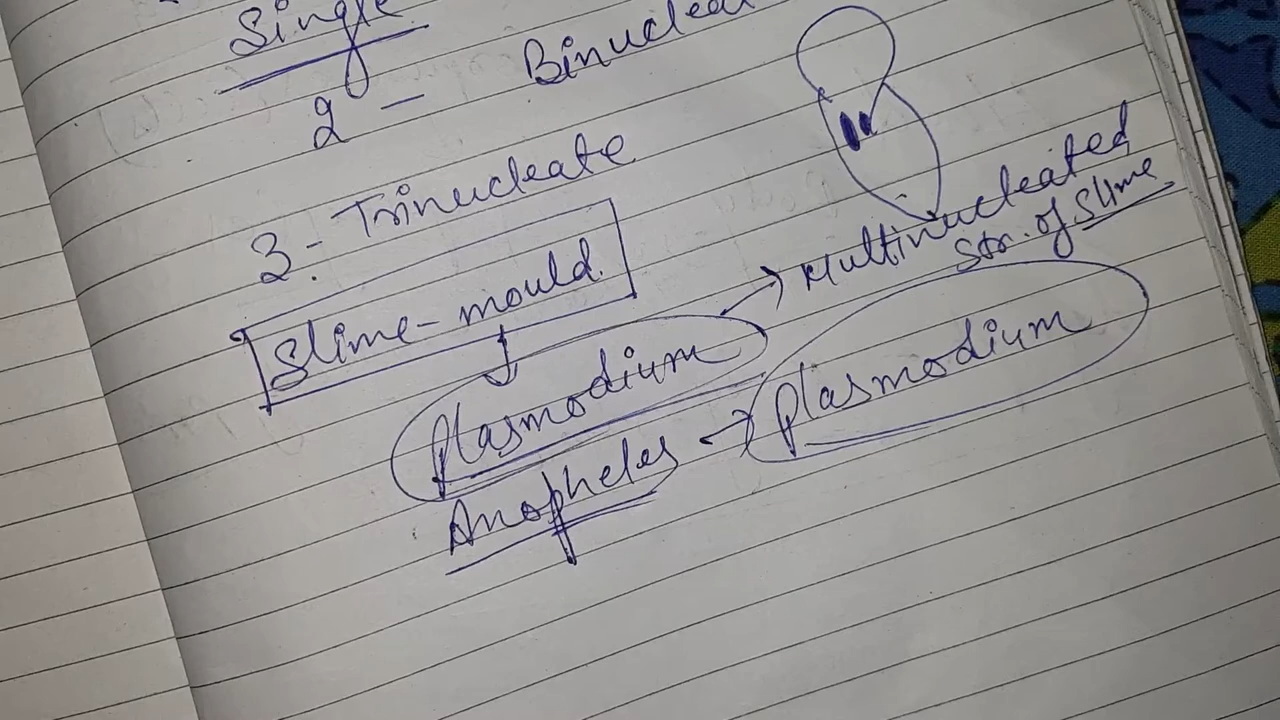 Single
2 - Binuclea
3. Trinucleate
Slime-mould
Plasmodium → Multinucleated
Str. of Slime
Anopheles → Plasmodium